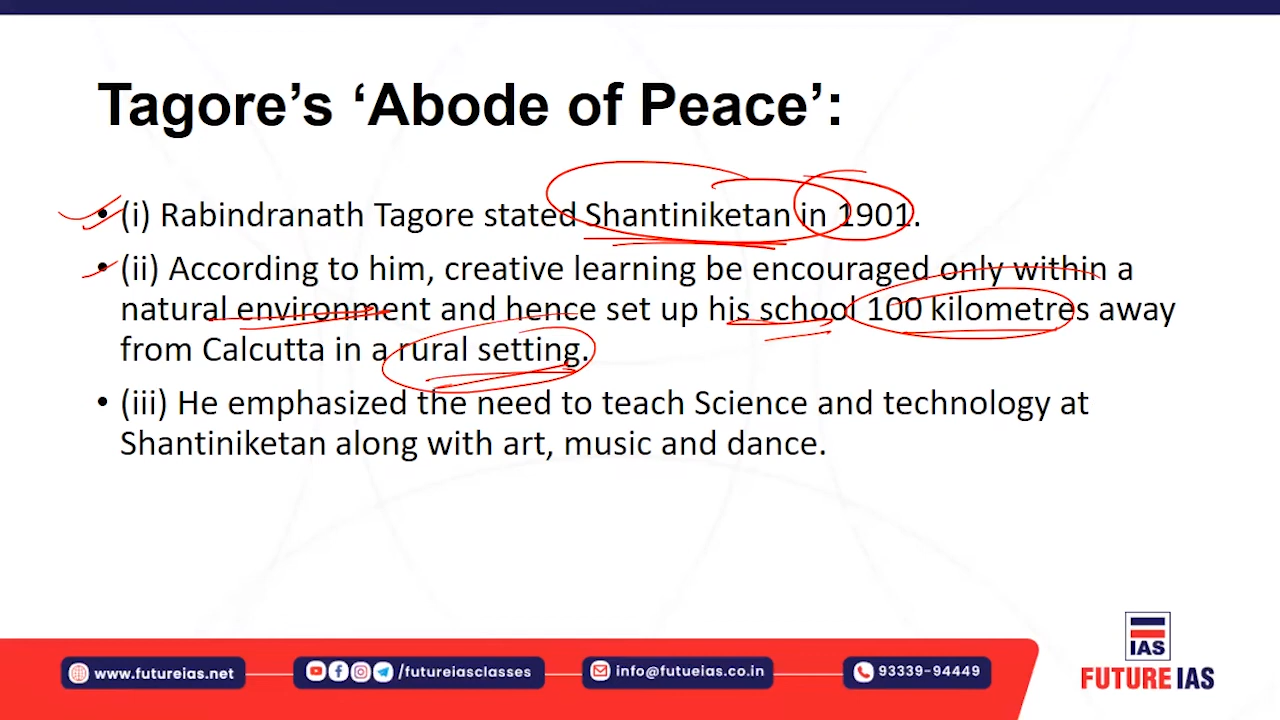 Tagore’s ‘Abode of Peace’:
• (i) Rabindranath Tagore stated Shantiniketan in 1901.
• (ii) According to him, creative learning be encouraged only within a
natural environment and hence set up his school 100 kilometres away
from Calcutta in a rural setting.
• (iii) He emphasized the need to teach Science and technology at
Shantiniketan along with art, music and dance.
IAS
FUTURE IAS
www.futureias.net
/futureiasclasses
info@futueias.co.in
93339-94449